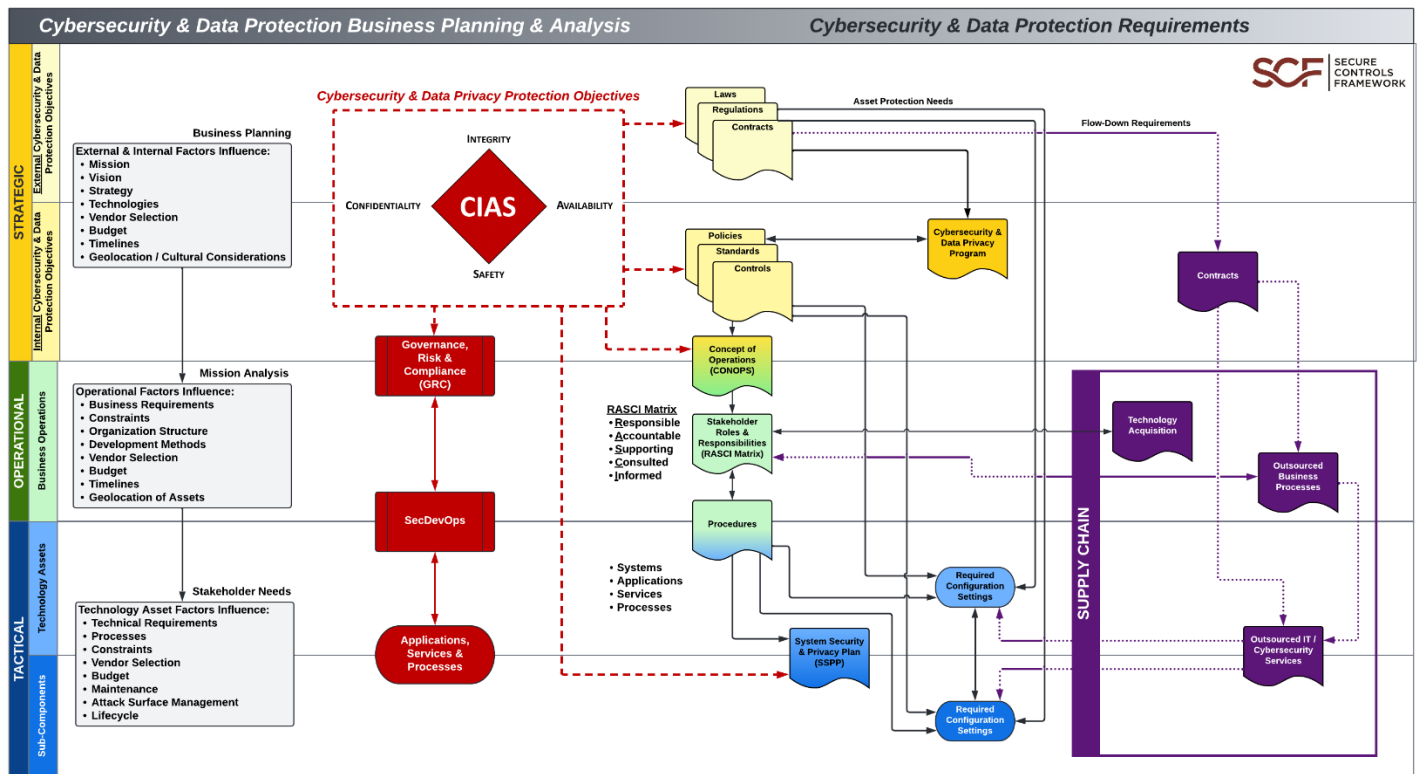 Cybersecurity & Data Protection Business Planning & Analysis
Cybersecurity & Data Protection Requirements
SCF
SECURE
CONTROLS
FRAMEWORK
STRATEGIC
External Cybersecurity & Data
Protection Objectives
Internal Cybersecurity & Data
Protection Objectives
OPERATIONAL
Business Operations
TACTICAL
Technology Assets
Sub-Components
Business Planning
External & Internal Factors Influence:
• Mission
• Vision
• Strategy
• Technologies
• Vendor Selection
• Budget
• Timelines
• Geolocation / Cultural Considerations
Mission Analysis
Operational Factors Influence:
• Business Requirements
• Constraints
• Organization Structure
• Development Methods
• Vendor Selection
• Budget
• Timelines
• Geolocation of Assets
Stakeholder Needs
Technology Asset Factors Influence:
• Technical Requirements
• Processes
• Constraints
• Vendor Selection
• Budget
• Maintenance
• Attack Surface Management
• Lifecycle
Cybersecurity & Data Privacy Protection Objectives
INTEGRITY
CONFIDENTIALITY
CIAS
AVAILABILITY
SAFETY
Governance,
Risk &
Compliance
(GRC)
SecDevOps
Applications,
Services &
Processes
Laws
Regulations
Contracts
Asset Protection Needs
Flow-Down Requirements
Policies
Standards
Controls
Cybersecurity &
Data Privacy
Program
Contracts
Concept of
Operations
(CONOPS)
RASCI Matrix
• Responsible
• Accountable
• Supporting
• Consulted
• Informed
Stakeholder
Roles &
Responsibilities
(RASCI Matrix)
Procedures
• Systems
• Applications
• Services
• Processes
System Security
& Privacy Plan
(SSPP)
Required
Configuration
Settings
Required
Configuration
Settings
SUPPLY CHAIN
Technology
Acquisition
Outsourced
Business
Processes
Outsourced IT /
Cybersecurity
Services